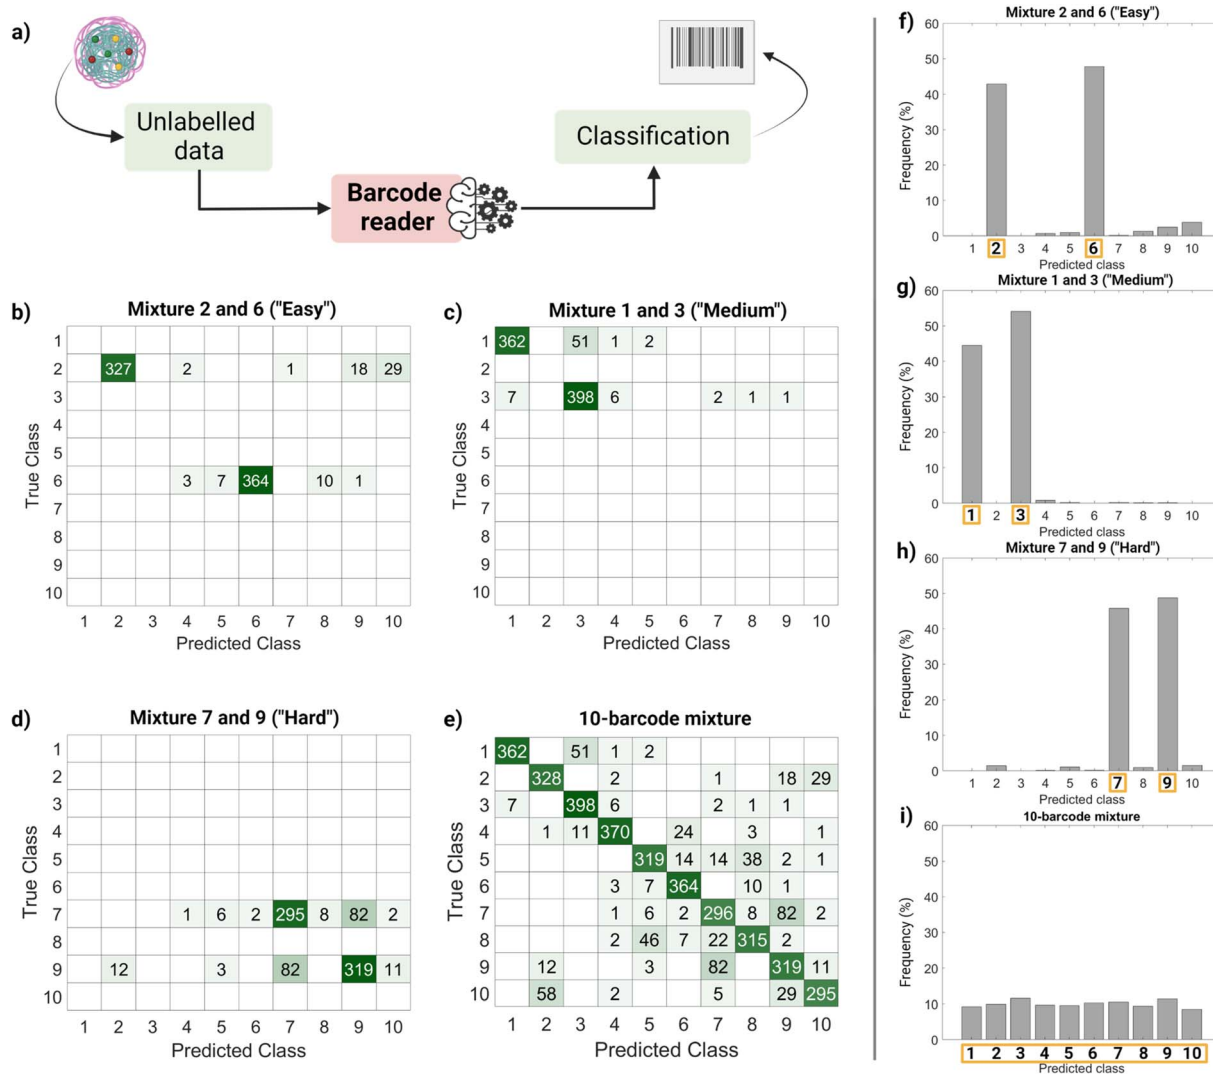 a)
Unlabelled
data
Barcode
reader
Classification
b)
Mixture 2 and 6 ("Easy")
True Class
1
2 327 2 1 18 29
3
4
5
6 3 7 364 10 1
7
8
9
10
1 2 3 4 5 6 7 8 9 10
Predicted Class
c)
Mixture 1 and 3 ("Medium")
True Class
1 362 51 1 2
2
3 7 398 6 2 1 1
4
5
6
7
8
9
10
1 2 3 4 5 6 7 8 9 10
Predicted Class
d)
Mixture 7 and 9 ("Hard")
True Class
1
2
3
4
5
6
7 1 6 2 295 8 82 2
8
9 12 3 82 319 11
10
1 2 3 4 5 6 7 8 9 10
Predicted Class
e)
10-barcode mixture
True Class
1 362 51 1 2
2 328 2 1 18 29
3 7 398 6 2 1 1
4 1 11 370 24 3 1
5 319 14 14 38 2 1
6 3 7 364 10 1
7 1 6 2 296 8 82 2
8 2 46 7 22 315 2
9 12 3 82 319 11
10 58 2 5 29 295
1 2 3 4 5 6 7 8 9 10
Predicted Class
f)
Mixture 2 and 6 ("Easy")
Frequency (%)
60
50
40
30
20
10
0
1 2 3 4 5 6 7 8 9 10
Predicted class
g)
Mixture 1 and 3 ("Medium")
Frequency (%)
60
50
40
30
20
10
0
1 2 3 4 5 6 7 8 9 10
Predicted class
h)
Mixture 7 and 9 ("Hard")
Frequency (%)
60
50
40
30
20
10
0
1 2 3 4 5 6 7 8 9 10
Predicted class
i)
10-barcode mixture
Frequency (%)
60
50
40
30
20
10
0
1 2 3 4 5 6 7 8 9 10
Predicted class